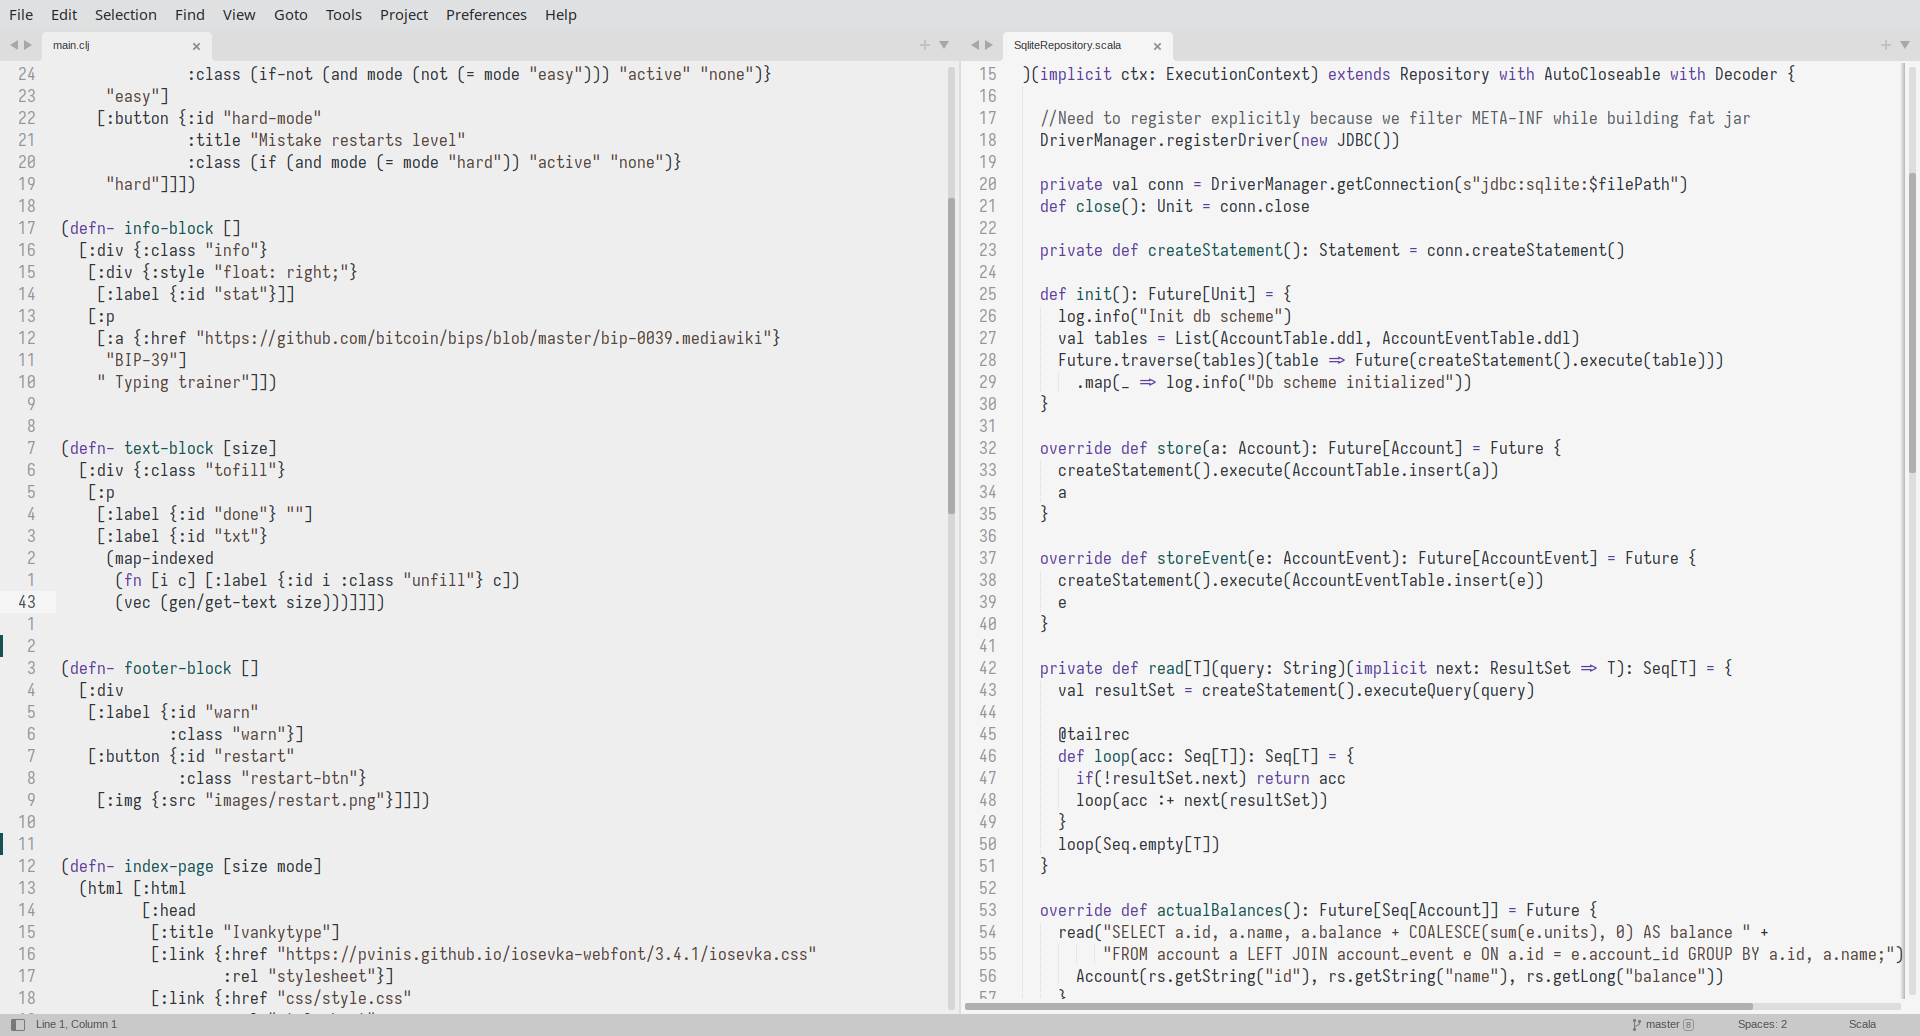 File Edit Selection Find View Goto Tools Project Preferences Help
main.clj ×
24 :class (if-not (and mode (not (= mode "easy"))) "active" "none")}
23 "easy"]
22 [:button {:id "hard-mode"
21 :title "Mistake restarts level"
20 :class (if (and mode (= mode "hard")) "active" "none")}
19 "hard"]]])
18
17 (defn- info-block []
16 [:div {:class "info"}
15 [:div {:style "float: right;"}
14 [:label {:id "stat"}]]
13 [:p
12 [:a {:href "https://github.com/bitcoin/bips/blob/master/bip-0039.mediawiki"}
11 "BIP-39"]
10 " Typing trainer"]])
9
8
7 (defn- text-block [size]
6 [:div {:class "tofill"}
5 [:p
4 [:label {:id "done"} ""]
3 [:label {:id "txt"}
2 (map-indexed
1 (fn [i c] [:label {:id i :class "unfill"} c])
43 (vec (gen/get-text size)))]]])
1
2
3 (defn- footer-block []
4 [:div
5 [:label {:id "warn"
6 :class "warn"}]
7 [:button {:id "restart"
8 :class "restart-btn"}
9 [:img {:src "images/restart.png"}]]])
10
11
12 (defn- index-page [size mode]
13 (html [:html
14 [:head
15 [:title "Ivankytype"]
16 [:link {:href "https://pvinis.github.io/iosevka-webfont/3.4.1/iosevka.css"
17 :rel "stylesheet"}]
18 [:link {:href "css/style.css"
SqliteRepository.scala ×
15 )(implicit ctx: ExecutionContext) extends Repository with AutoCloseable with Decoder {
16
17 //Need to register explicitly because we filter META-INF while building fat jar
18 DriverManager.registerDriver(new JDBC())
19
20 private val conn = DriverManager.getConnection(s"jdbc:sqlite:$filePath")
21 def close(): Unit = conn.close
22
23 private def createStatement(): Statement = conn.createStatement()
24
25 def init(): Future[Unit] = {
26 log.info("Init db scheme")
27 val tables = List(AccountTable.ddl, AccountEventTable.ddl)
28 Future.traverse(tables)(table => Future(createStatement().execute(table)))
29 .map(_ => log.info("Db scheme initialized"))
30 }
31
32 override def store(a: Account): Future[Account] = Future {
33 createStatement().execute(AccountTable.insert(a))
34 a
35 }
36
37 override def storeEvent(e: AccountEvent): Future[AccountEvent] = Future {
38 createStatement().execute(AccountEventTable.insert(e))
39 e
40 }
41
42 private def read[T](query: String)(implicit next: ResultSet => T): Seq[T] = {
43 val resultSet = createStatement().executeQuery(query)
44
45 @tailrec
46 def loop(acc: Seq[T]): Seq[T] = {
47 if(!resultSet.next) return acc
48 loop(acc :+ next(resultSet))
49 }
50 loop(Seq.empty[T])
51 }
52
53 override def actualBalances(): Future[Seq[Account]] = Future {
54 read("SELECT a.id, a.name, a.balance + COALESCE(sum(e.units), 0) AS balance " +
55 "FROM account a LEFT JOIN account_event e ON a.id = e.account_id GROUP BY a.id, a.name;")
56 Account(rs.getString("id"), rs.getString("name"), rs.getLong("balance"))
57 }
Line 1, Column 1
master 8 Spaces: 2 Scala